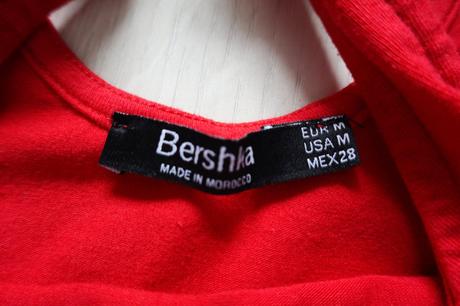 Bershka
MADE IN MOROCCO
EUR M
USA M
MEX 28